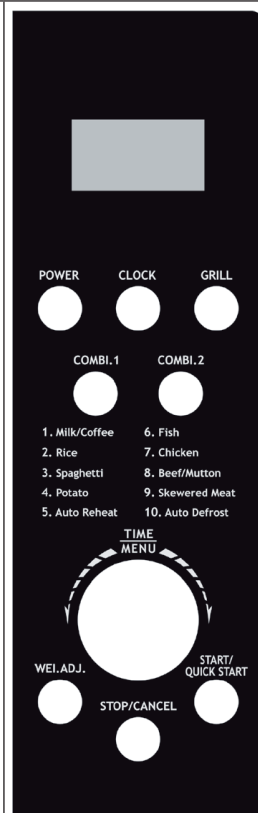 POWER CLOCK GRILL
COMBI.1 COMBI.2
1. Milk/Coffee
2. Rice
3. Spaghetti
4. Potato
5. Auto Reheat
6. Fish
7. Chicken
8. Beef/Mutton
9. Skewered Meat
10. Auto Defrost
TIME
MENU
WEI.ADJ.
START/
QUICK START
STOP/CANCEL